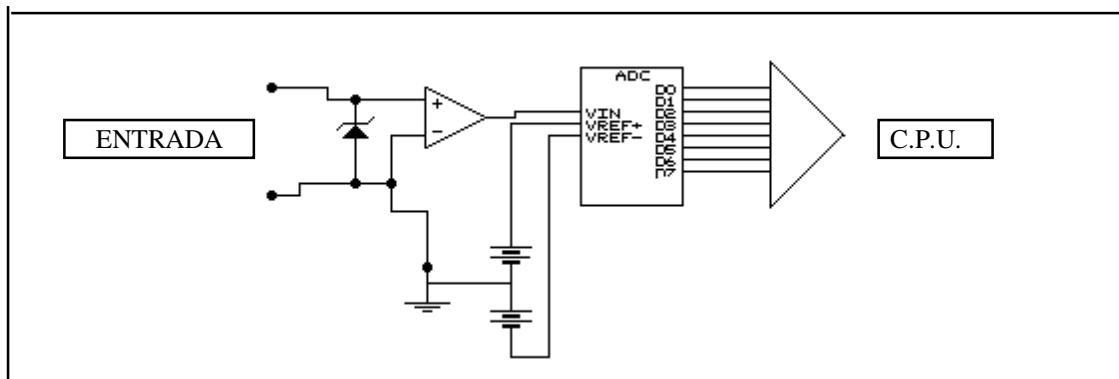 ADC
D0
D1
ENTRADA
+
VIN
D2
C.P.U.
VREF+
D3
-
VREF-
D4
D5
D6
D7